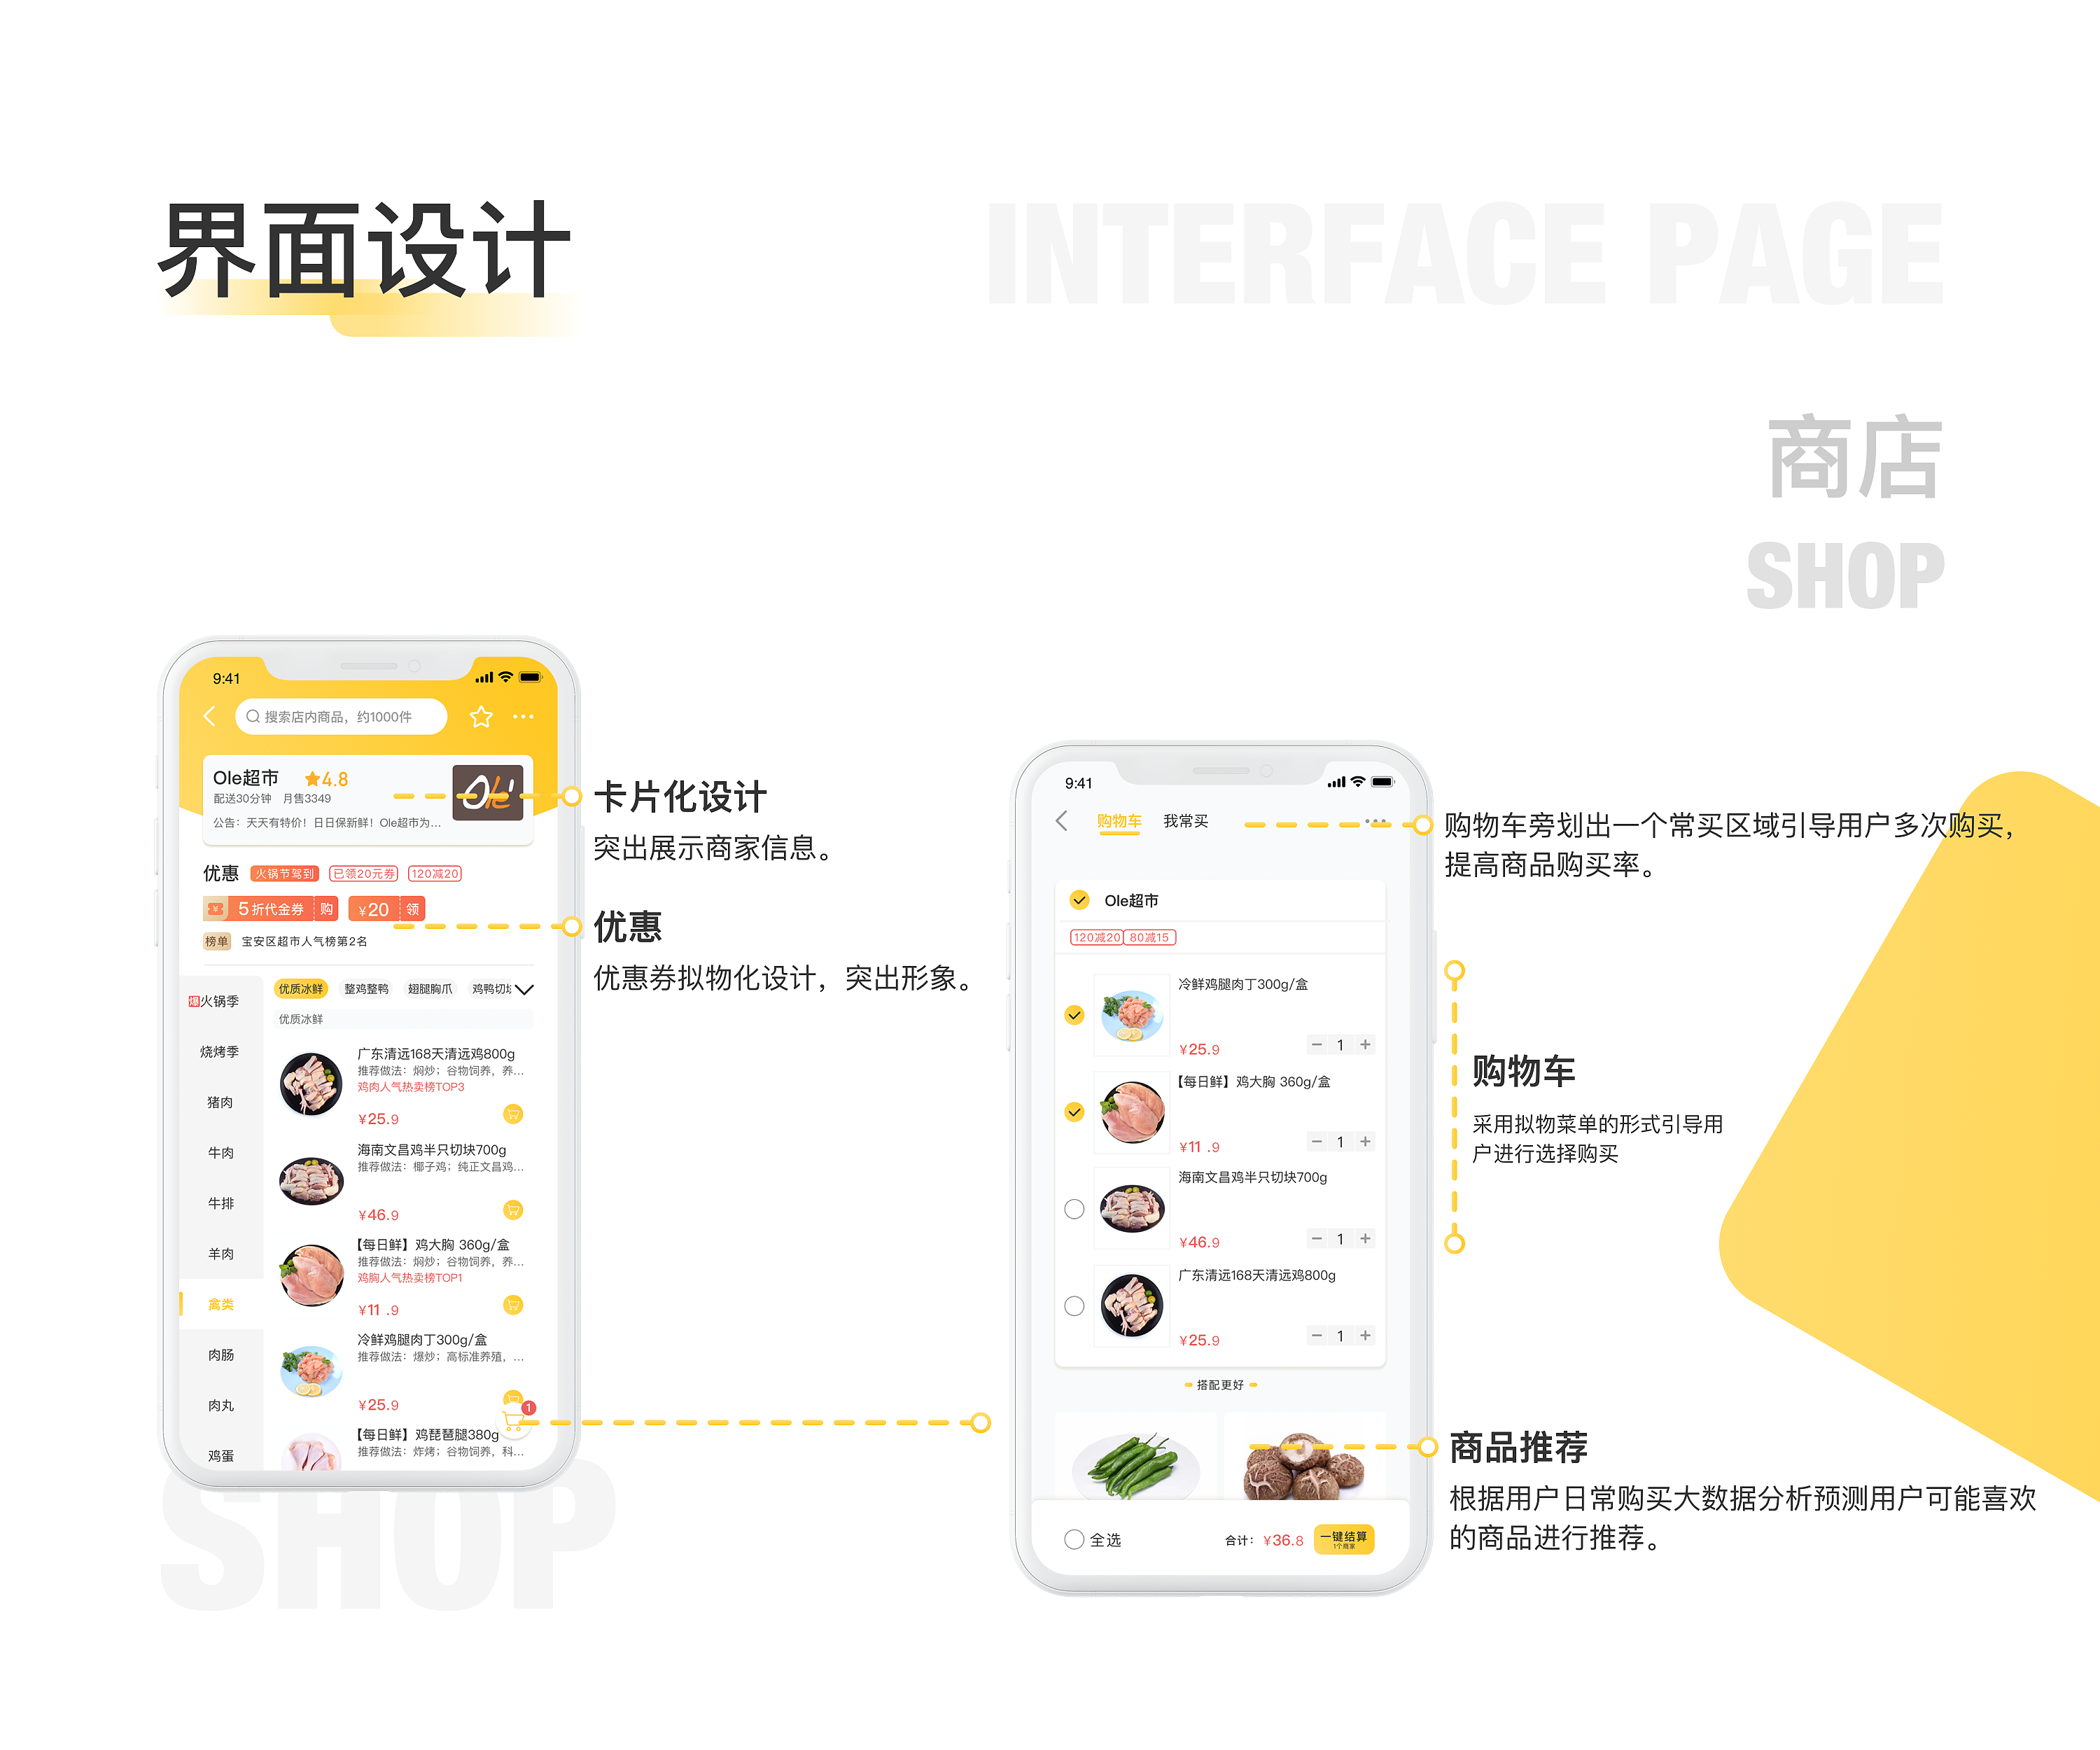 界面设计
INTERFACE PAGE
商店
SHOP
9:41
搜索店内商品，约1000件
Ole超市
4.8
配送30分钟 月售3349
公告：天天有特价！日日保新鲜！Ole超市为...
Ole'
优惠
火锅节驾到
已领20元券
120减20
¥
5折代金券
购
¥20
领
榜单
宝安区超市人气榜第2名
爆火锅季
烧烤季
猪肉
牛肉
牛排
羊肉
禽类
肉肠
肉丸
鸡蛋
优质冰鲜
整鸡整鸭
翅腿胸爪
鸡鸭切块
优质冰鲜
广东清远168天清远鸡800g
推荐做法：焖炒；谷物饲养，养...
鸡肉人气热卖榜TOP3
¥25.9
海南文昌鸡半只切块700g
推荐做法：椰子鸡；纯正文昌鸡...
¥46.9
【每日鲜】鸡大胸 360g/盒
推荐做法：焖炒；谷物饲养，养...
鸡胸人气热卖榜TOP1
¥11 .9
冷鲜鸡腿肉丁300g/盒
推荐做法：爆炒；高标准养殖，...
¥25.9
1
【每日鲜】鸡琵琶腿380g
推荐做法：炸烤；谷物饲养，科...
SHOP
卡片化设计
突出展示商家信息。
优惠
优惠券拟物化设计，突出形象。
9:41
购物车
我常买
Ole超市
120减20
80减15
冷鲜鸡腿肉丁300g/盒
¥25.9
1
【每日鲜】鸡大胸 360g/盒
¥11 .9
1
海南文昌鸡半只切块700g
¥46.9
1
广东清远168天清远鸡800g
¥25.9
1
搭配更好
全选
合计：¥36.8
一键结算
1个商家
购物车旁划出一个常买区域引导用户多次购买，
提高商品购买率。
购物车
采用拟物菜单的形式引导用
户进行选择购买
商品推荐
根据用户日常购买大数据分析预测用户可能喜欢
的商品进行推荐。